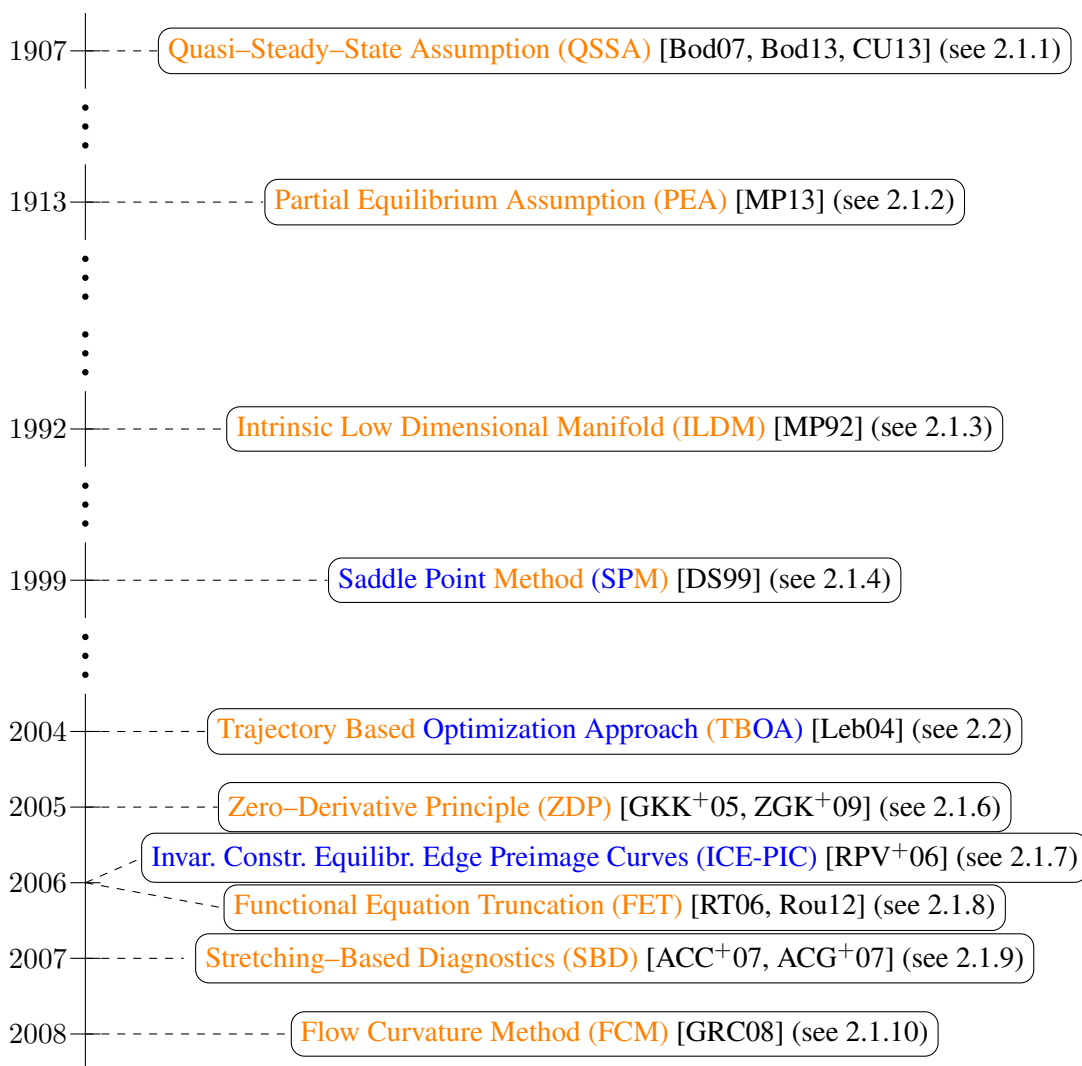 1907 Quasi–Steady–State Assumption (QSSA) [Bod07, Bod13, CU13] (see 2.1.1)
1913 Partial Equilibrium Assumption (PEA) [MP13] (see 2.1.2)
1992 Intrinsic Low Dimensional Manifold (ILDM) [MP92] (see 2.1.3)
1999 Saddle Point Method (SPM) [DS99] (see 2.1.4)
2004 Trajectory Based Optimization Approach (TBOA) [Leb04] (see 2.2)
2005 Zero–Derivative Principle (ZDP) [GKK+05, ZGK+09] (see 2.1.6)
Invar. Constr. Equilibr. Edge Preimage Curves (ICE-PIC) [RPV+06] (see 2.1.7)
2006
Functional Equation Truncation (FET) [RT06, Rou12] (see 2.1.8)
2007 Stretching–Based Diagnostics (SBD) [ACC+07, ACG+07] (see 2.1.9)
2008 Flow Curvature Method (FCM) [GRC08] (see 2.1.10)